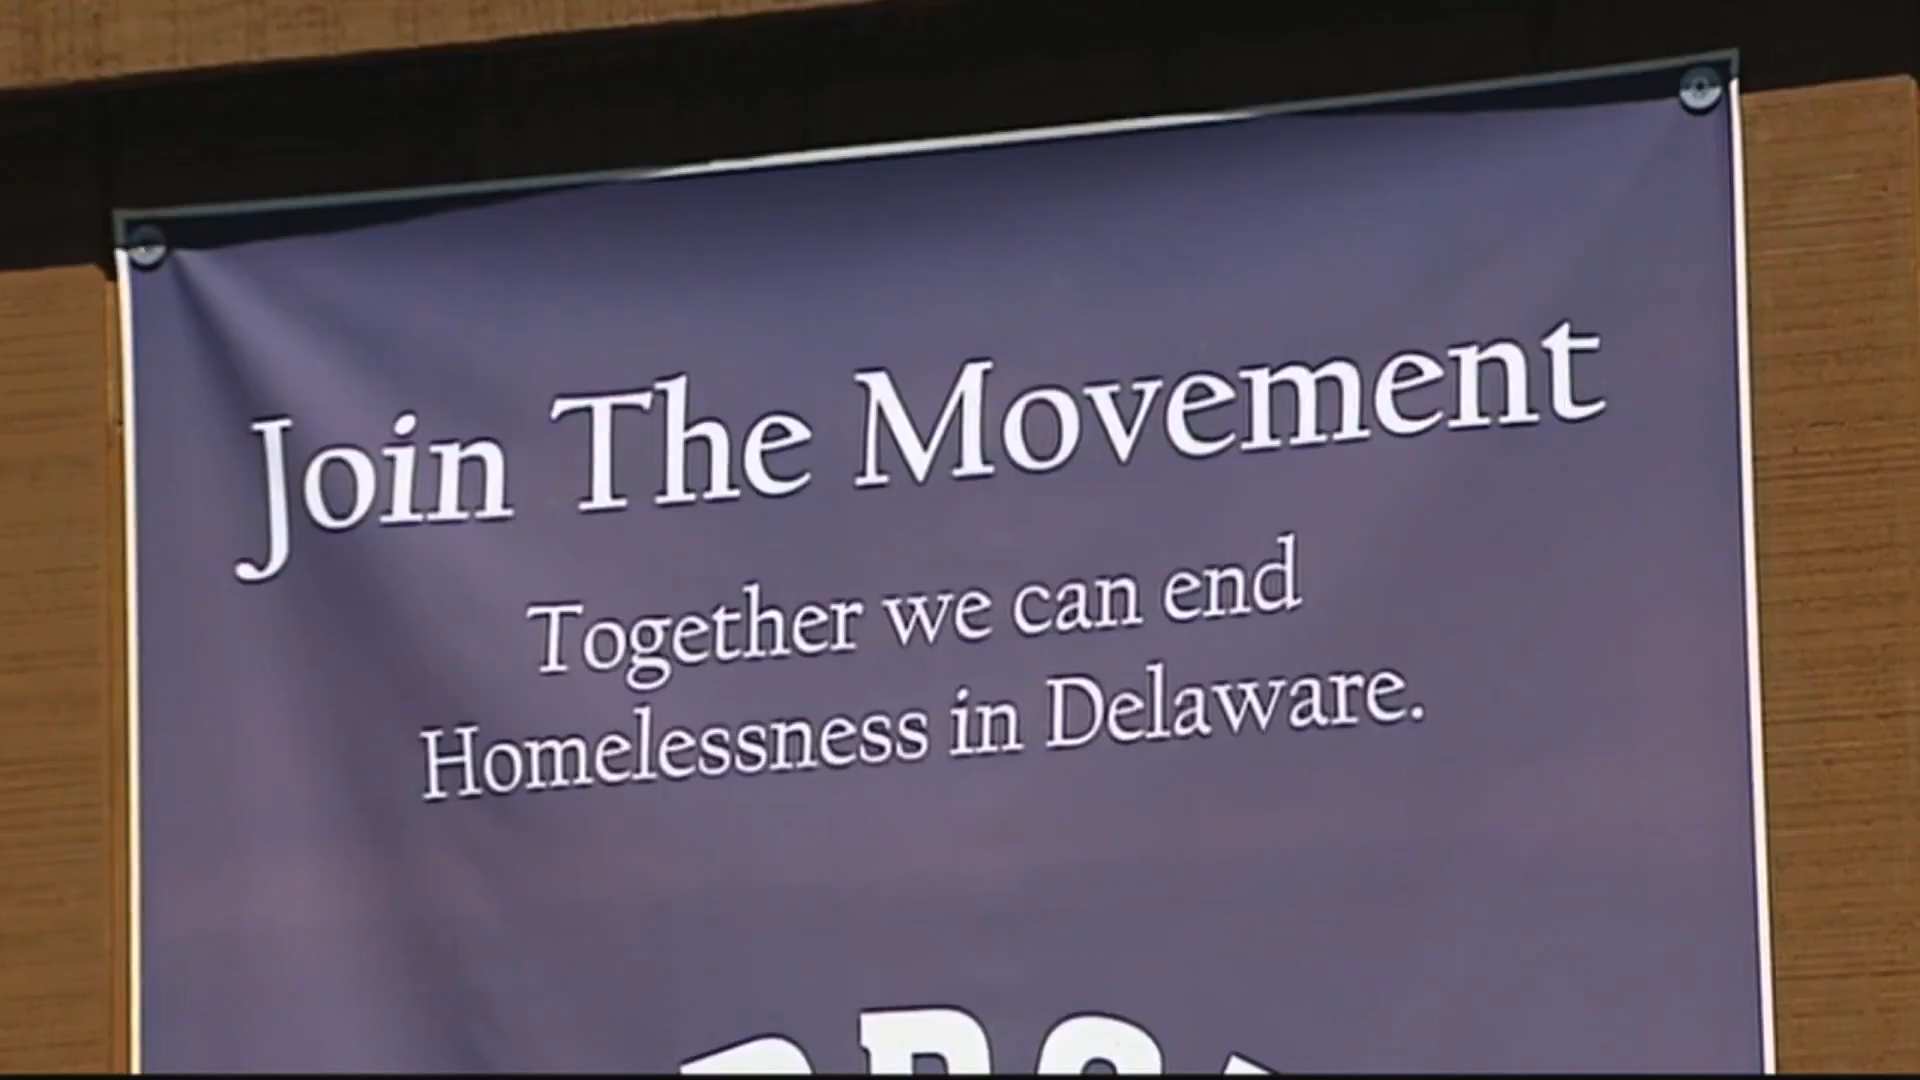 Join The Movement
Together we can end
Homelessness in Delaware.